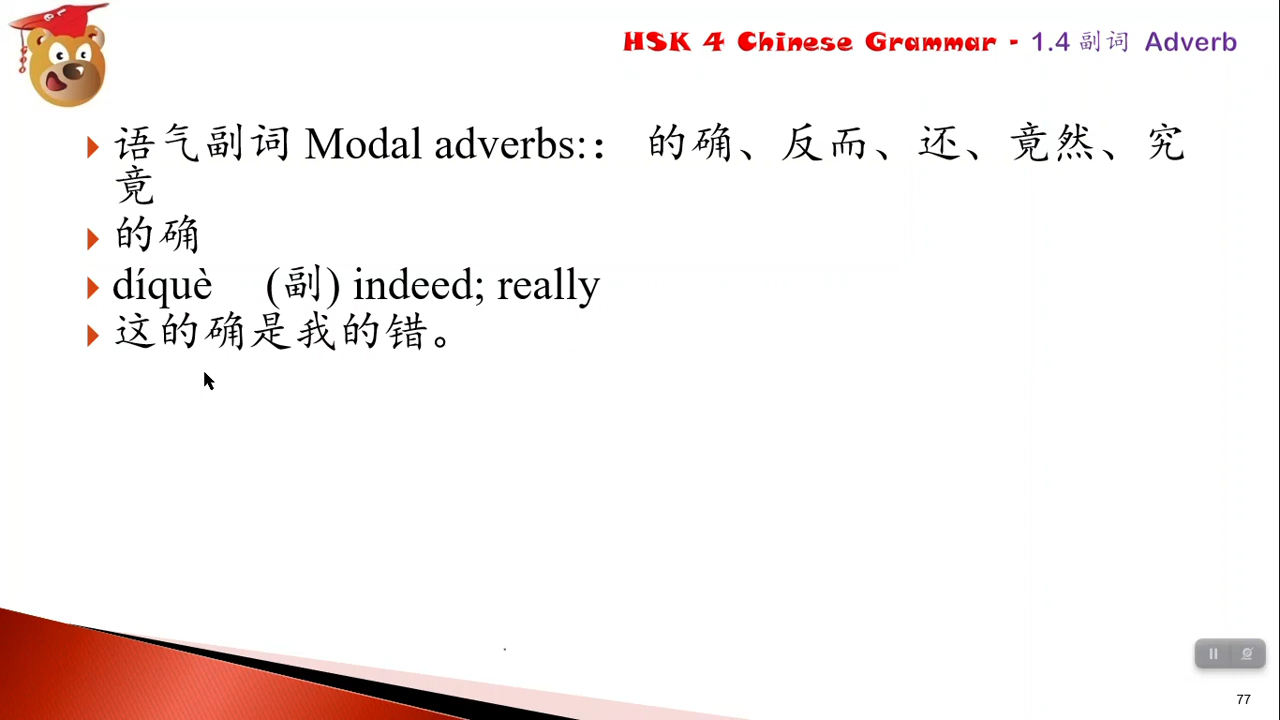 HSK 4 Chinese Grammar - 1.4 副词 Adverb
语气副词 Modal adverbs:： 的确、反而、还、竟然、究
竟
的确
díquè (副) indeed; really
这的确是我的错。
77